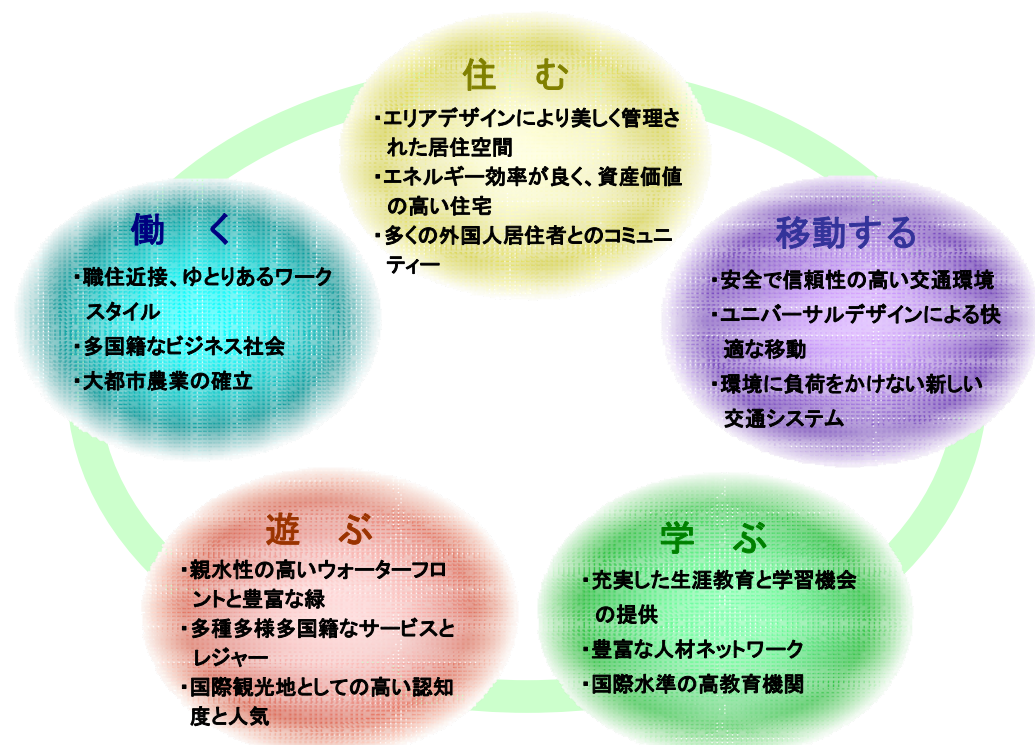 住　む
・エリアデザインにより美しく管理さ
れた居住空間
・エネルギー効率が良く、資産価値
の高い住宅
・多くの外国人居住者とのコミュニ
ティー
働　く
・職住近接、ゆとりあるワーク
スタイル
・多国籍なビジネス社会
・大都市農業の確立
移動する
・安全で信頼性の高い交通環境
・ユニバーサルデザインによる快
適な移動
・環境に負荷をかけない新しい
交通システム
遊　ぶ
・親水性の高いウォーターフロ
ントと豊富な緑
・多種多様多国籍なサービスと
レジャー
・国際観光地としての高い認知
度と人気
学　ぶ
・充実した生涯教育と学習機会
の提供
・豊富な人材ネットワーク
・国際水準の高教育機関